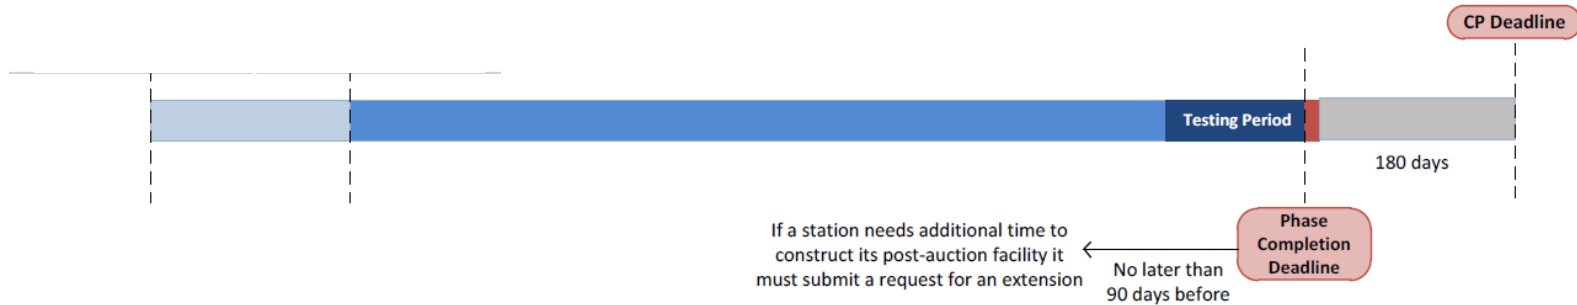 CP Deadline
Testing Period
180 days
If a station needs additional time to
construct its post-auction facility it
must submit a request for an extension
No later than
90 days before
Phase
Completion
Deadline